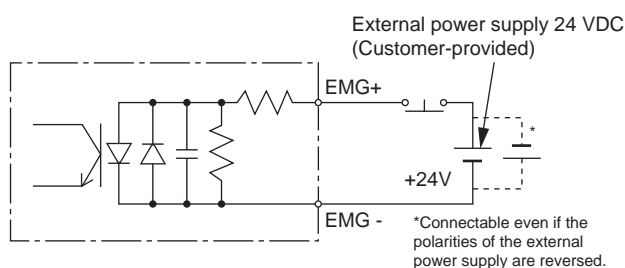 External power supply 24 VDC
(Customer-provided)
EMG+
*
+24V
EMG -
*Connectable even if the
polarities of the external
power supply are reversed.